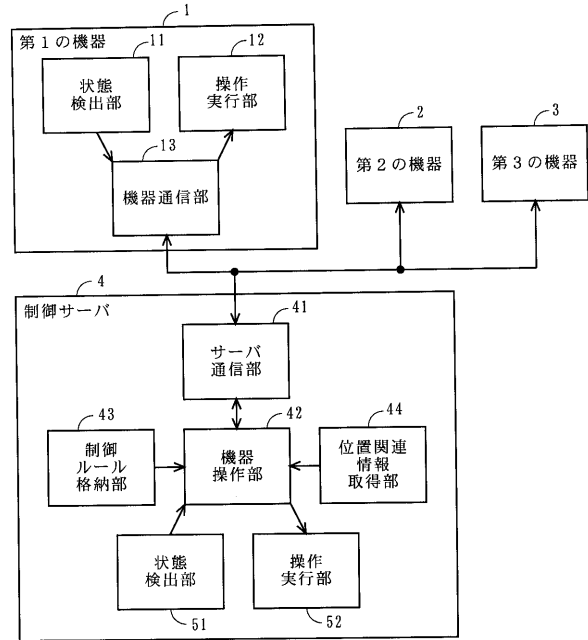 1
第1の機器
11
状態
検出部
12
操作
実行部
13
機器通信部
2
第2の機器
3
第3の機器
4
制御サーバ
41
サーバ
通信部
43
制御
ルール
格納部
42
機器
操作部
44
位置関連
情報
取得部
状態
検出部
51
操作
実行部
52